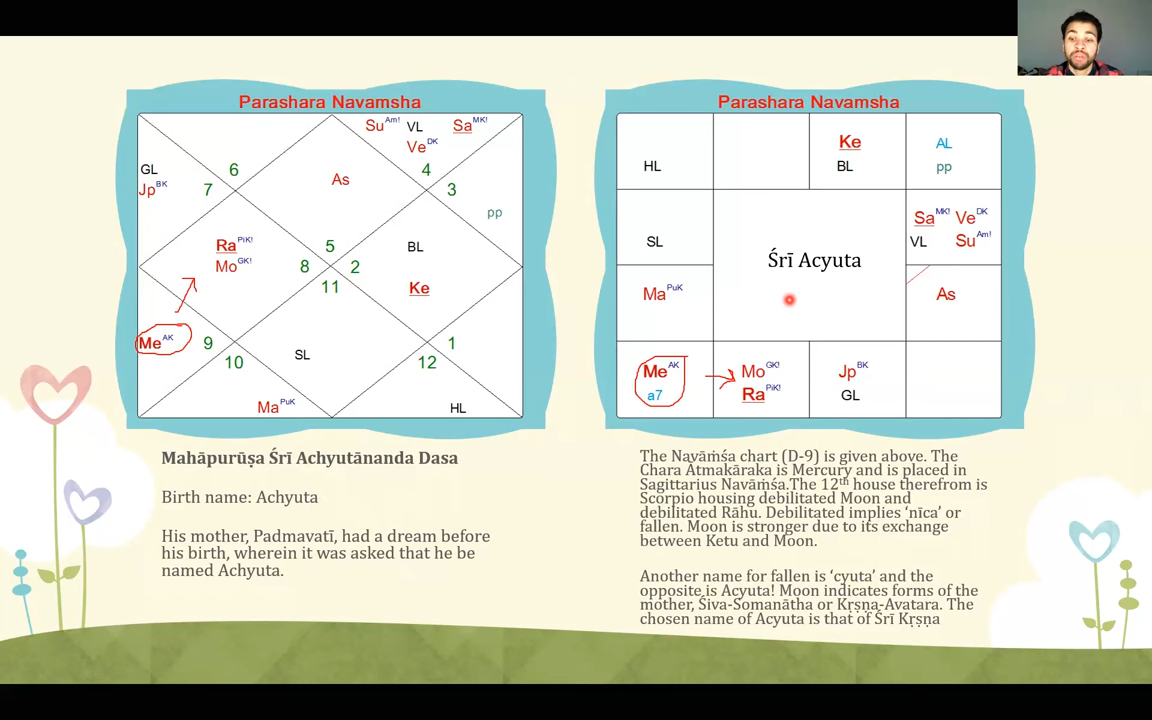 Parashara Navamsha
Su Am! VL Sa MK!
Ve DK
GL
Jp BK
6
7
As
4
3
pp
Ra PiK!
Mo GK!
5
8 2
11
BL
Ke
Me AK
9
10
SL
1
12
Ma PuK
HL
Mahāpurūṣa Śrī Achyutānanda Dasa
Birth name: Achyuta
His mother, Padmavatī, had a dream before
his birth, wherein it was asked that he be
named Achyuta.
Parashara Navamsha
HL
Ke
BL
AL
pp
SL
Śrī Acyuta
Sa MK! Ve DK
VL Su Am!
Ma PuK
As
Me AK
a7
Mo GK!
Ra PiK!
Jp BK
GL
The Navāṁśa chart (D-9) is given above. The
Chara Ātmakāraka is Mercury and is placed in
Sagittarius Navāṁśa.The 12th house therefrom is
Scorpio housing debilitated Moon and
debilitated Rāhu. Debilitated implies ‘nīca’ or
fallen. Moon is stronger due to its exchange
between Ketu and Moon.
Another name for fallen is ‘cyuta’ and the
opposite is Acyuta! Moon indicates forms of the
mother, Śiva-Somanātha or Kṛṣṇa-Avatara. The
chosen name of Acyuta is that of Śrī Kṛṣṇa